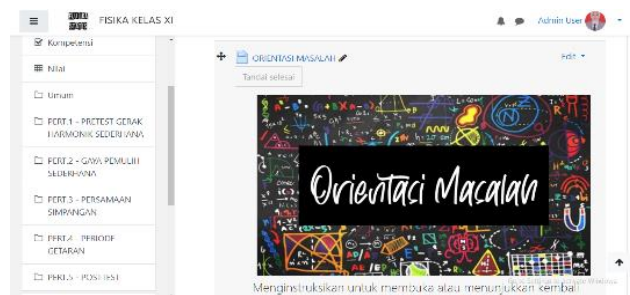 FISIKA KELAS XI
Admin User
Kompetensi
Nilai
Umum
PERT.1 - PRETEST GERAK
HARMONIK SEDERHANA
PERT.2 - GAYA PEMULIH
SEDERHANA
PERT.3 - PERSAMAAN
SIMPANGAN
PERT.4 - PERIODE
GETARAN
PERT.5 - POSTTEST
ORIENTASI MASALAH
Edit
Tandai selesai
Orientasi Masalah
Menginstruksikan untuk membuka atau menunjukkan kembali